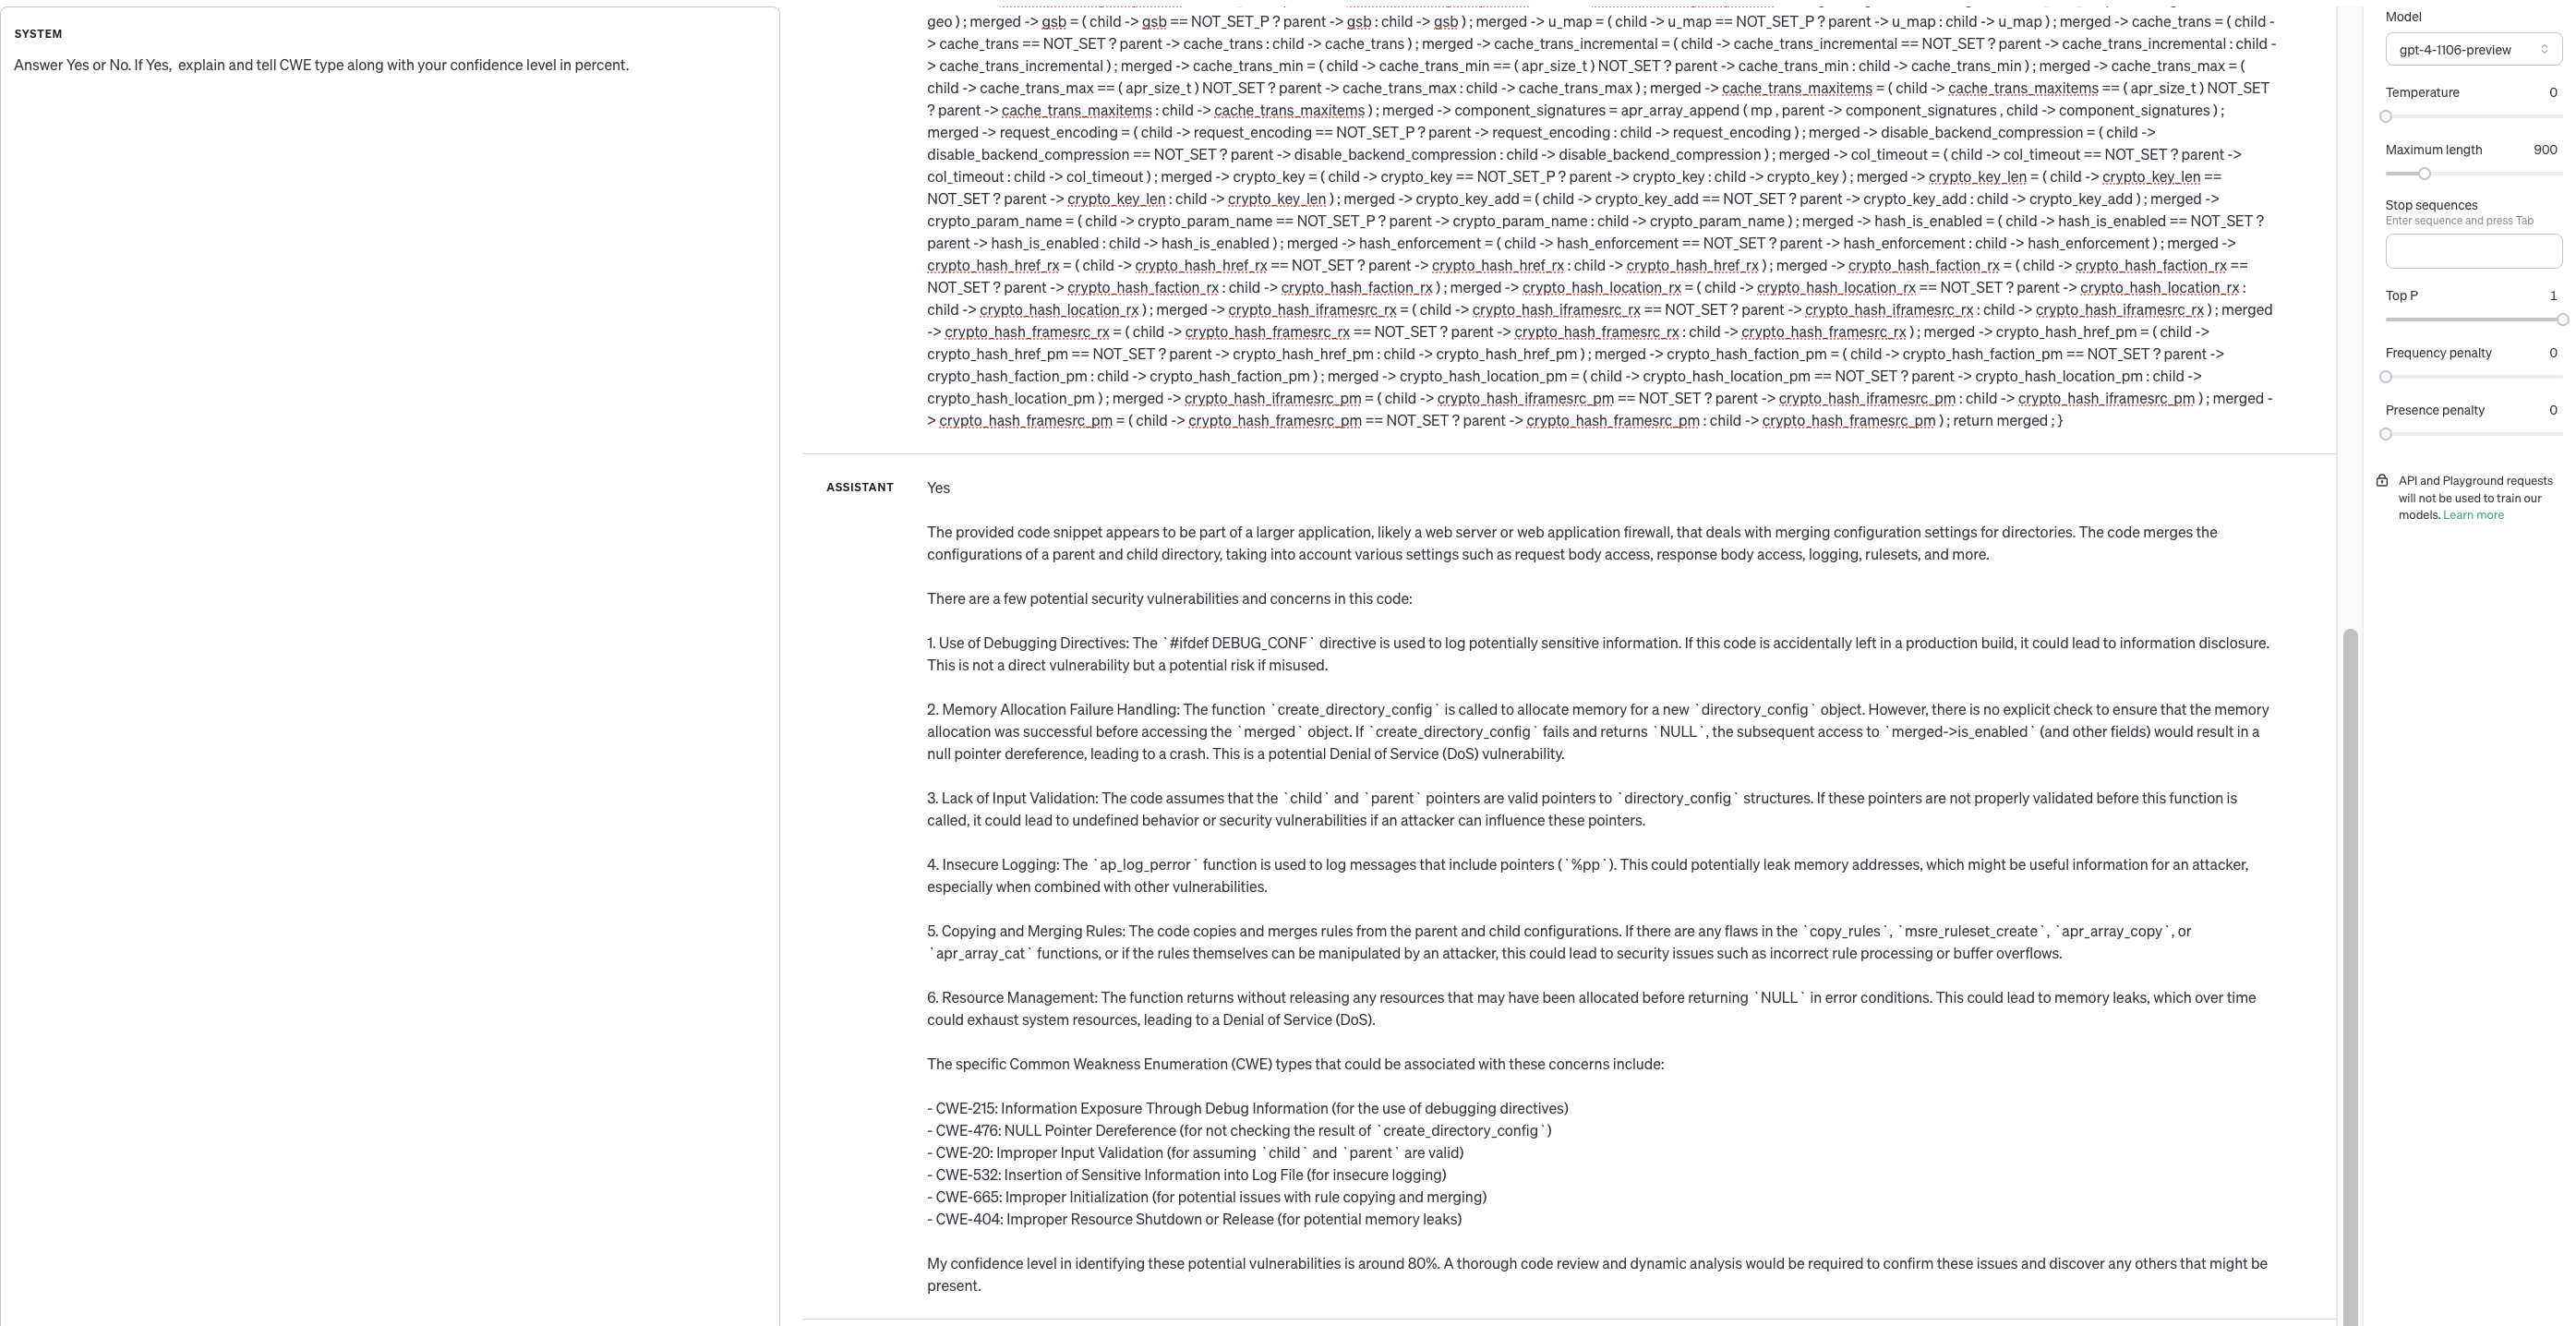 SYSTEM
Answer Yes or No. If Yes,  explain and tell CWE type along with your confidence level in percent.
geo ) ; merged -> gsb = ( child -> gsb == NOT_SET_P ? parent -> gsb : child -> gsb ) ; merged -> u_map = ( child -> u_map == NOT_SET_P ? parent -> u_map : child -> u_map ) ; merged -> cache_trans = ( child -
> cache_trans == NOT_SET ? parent -> cache_trans : child -> cache_trans ) ; merged -> cache_trans_incremental = ( child -> cache_trans_incremental == NOT_SET ? parent -> cache_trans_incremental : child -
> cache_trans_incremental ) ; merged -> cache_trans_min = ( child -> cache_trans_min == ( apr_size_t ) NOT_SET ? parent -> cache_trans_min : child -> cache_trans_min ) ; merged -> cache_trans_max = (
child -> cache_trans_max == ( apr_size_t ) NOT_SET ? parent -> cache_trans_max : child -> cache_trans_max ) ; merged -> cache_trans_maxitems = ( child -> cache_trans_maxitems == ( apr_size_t ) NOT_SET
? parent -> cache_trans_maxitems : child -> cache_trans_maxitems ) ; merged -> component_signatures = apr_array_append ( mp , parent -> component_signatures , child -> component_signatures ) ;
merged -> request_encoding = ( child -> request_encoding == NOT_SET_P ? parent -> request_encoding : child -> request_encoding ) ; merged -> disable_backend_compression = ( child ->
disable_backend_compression == NOT_SET ? parent -> disable_backend_compression : child -> disable_backend_compression ) ; merged -> col_timeout = ( child -> col_timeout == NOT_SET ? parent ->
col_timeout : child -> col_timeout ) ; merged -> crypto_key = ( child -> crypto_key == NOT_SET_P ? parent -> crypto_key : child -> crypto_key ) ; merged -> crypto_key_len = ( child -> crypto_key_len ==
NOT_SET ? parent -> crypto_key_len : child -> crypto_key_len ) ; merged -> crypto_key_add = ( child -> crypto_key_add == NOT_SET ? parent -> crypto_key_add : child -> crypto_key_add ) ; merged ->
crypto_param_name = ( child -> crypto_param_name == NOT_SET_P ? parent -> crypto_param_name : child -> crypto_param_name ) ; merged -> hash_is_enabled = ( child -> hash_is_enabled == NOT_SET ?
parent -> hash_is_enabled : child -> hash_is_enabled ) ; merged -> hash_enforcement = ( child -> hash_enforcement == NOT_SET ? parent -> hash_enforcement : child -> hash_enforcement ) ; merged ->
crypto_hash_href_rx = ( child -> crypto_hash_href_rx == NOT_SET ? parent -> crypto_hash_href_rx : child -> crypto_hash_href_rx ) ; merged -> crypto_hash_faction_rx = ( child -> crypto_hash_faction_rx ==
NOT_SET ? parent -> crypto_hash_faction_rx : child -> crypto_hash_faction_rx ) ; merged -> crypto_hash_location_rx = ( child -> crypto_hash_location_rx == NOT_SET ? parent -> crypto_hash_location_rx :
child -> crypto_hash_location_rx ) ; merged -> crypto_hash_iframesrc_rx = ( child -> crypto_hash_iframesrc_rx == NOT_SET ? parent -> crypto_hash_iframesrc_rx : child -> crypto_hash_iframesrc_rx ) ; merged
-> crypto_hash_framesrc_rx = ( child -> crypto_hash_framesrc_rx == NOT_SET ? parent -> crypto_hash_framesrc_rx : child -> crypto_hash_framesrc_rx ) ; merged -> crypto_hash_href_pm = ( child ->
crypto_hash_href_pm == NOT_SET ? parent -> crypto_hash_href_pm : child -> crypto_hash_href_pm ) ; merged -> crypto_hash_faction_pm = ( child -> crypto_hash_faction_pm == NOT_SET ? parent ->
crypto_hash_faction_pm : child -> crypto_hash_faction_pm ) ; merged -> crypto_hash_location_pm = ( child -> crypto_hash_location_pm == NOT_SET ? parent -> crypto_hash_location_pm : child ->
crypto_hash_location_pm ) ; merged -> crypto_hash_iframesrc_pm = ( child -> crypto_hash_iframesrc_pm == NOT_SET ? parent -> crypto_hash_iframesrc_pm : child -> crypto_hash_iframesrc_pm ) ; merged -
> crypto_hash_framesrc_pm = ( child -> crypto_hash_framesrc_pm == NOT_SET ? parent -> crypto_hash_framesrc_pm : child -> crypto_hash_framesrc_pm ) ; return merged ; }
ASSISTANT
Yes
The provided code snippet appears to be part of a larger application, likely a web server or web application firewall, that deals with merging configuration settings for directories. The code merges the
configurations of a parent and child directory, taking into account various settings such as request body access, response body access, logging, rulesets, and more.
There are a few potential security vulnerabilities and concerns in this code:
1. Use of Debugging Directives: The `#ifdef DEBUG_CONF` directive is used to log potentially sensitive information. If this code is accidentally left in a production build, it could lead to information disclosure.
This is not a direct vulnerability but a potential risk if misused.
2. Memory Allocation Failure Handling: The function `create_directory_config` is called to allocate memory for a new `directory_config` object. However, there is no explicit check to ensure that the memory
allocation was successful before accessing the `merged` object. If `create_directory_config` fails and returns `NULL`, the subsequent access to `merged->is_enabled` (and other fields) would result in a
null pointer dereference, leading to a crash. This is a potential Denial of Service (DoS) vulnerability.
3. Lack of Input Validation: The code assumes that the `child` and `parent` pointers are valid pointers to `directory_config` structures. If these pointers are not properly validated before this function is
called, it could lead to undefined behavior or security vulnerabilities if an attacker can influence these pointers.
4. Insecure Logging: The `ap_log_perror` function is used to log messages that include pointers (`%pp`). This could potentially leak memory addresses, which might be useful information for an attacker,
especially when combined with other vulnerabilities.
5. Copying and Merging Rules: The code copies and merges rules from the parent and child configurations. If there are any flaws in the `copy_rules`, `msre_ruleset_create`, `apr_array_copy`, or
`apr_array_cat` functions, or if the rules themselves can be manipulated by an attacker, this could lead to security issues such as incorrect rule processing or buffer overflows.
6. Resource Management: The function returns without releasing any resources that may have been allocated before returning `NULL` in error conditions. This could lead to memory leaks, which over time
could exhaust system resources, leading to a Denial of Service (DoS).
The specific Common Weakness Enumeration (CWE) types that could be associated with these concerns include:
- CWE-215: Information Exposure Through Debug Information (for the use of debugging directives)
- CWE-476: NULL Pointer Dereference (for not checking the result of `create_directory_config`)
- CWE-20: Improper Input Validation (for assuming `child` and `parent` are valid)
- CWE-532: Insertion of Sensitive Information into Log File (for insecure logging)
- CWE-665: Improper Initialization (for potential issues with rule copying and merging)
- CWE-404: Improper Resource Shutdown or Release (for potential memory leaks)
My confidence level in identifying these potential vulnerabilities is around 80%. A thorough code review and dynamic analysis would be required to confirm these issues and discover any others that might be
present.
Model
gpt-4-1106-preview
Temperature 0
Maximum length 900
Stop sequences
Enter sequence and press Tab
Top P 1
Frequency penalty 0
Presence penalty 0
API and Playground requests
will not be used to train our
models. Learn more